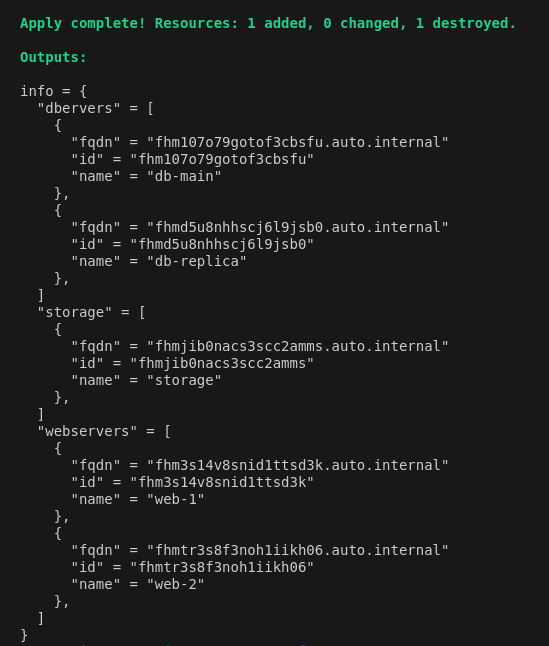 Apply complete! Resources: 1 added, 0 changed, 1 destroyed.
Outputs:
info = {
  "dbervers" = [
    {
      "fqdn" = "fhm107o79gotof3cbsfu.auto.internal"
      "id" = "fhm107o79gotof3cbsfu"
      "name" = "db-main"
    },
    {
      "fqdn" = "fhmd5u8nhhscj6l9jsb0.auto.internal"
      "id" = "fhmd5u8nhhscj6l9jsb0"
      "name" = "db-replica"
    },
  ]
  "storage" = [
    {
      "fqdn" = "fhmjib0nacs3scc2amms.auto.internal"
      "id" = "fhmjib0nacs3scc2amms"
      "name" = "storage"
    },
  ]
  "webservers" = [
    {
      "fqdn" = "fhm3s14v8snid1ttsd3k.auto.internal"
      "id" = "fhm3s14v8snid1ttsd3k"
      "name" = "web-1"
    },
    {
      "fqdn" = "fhmtr3s8f3noh1iikh06.auto.internal"
      "id" = "fhmtr3s8f3noh1iikh06"
      "name" = "web-2"
    },
  ]
}